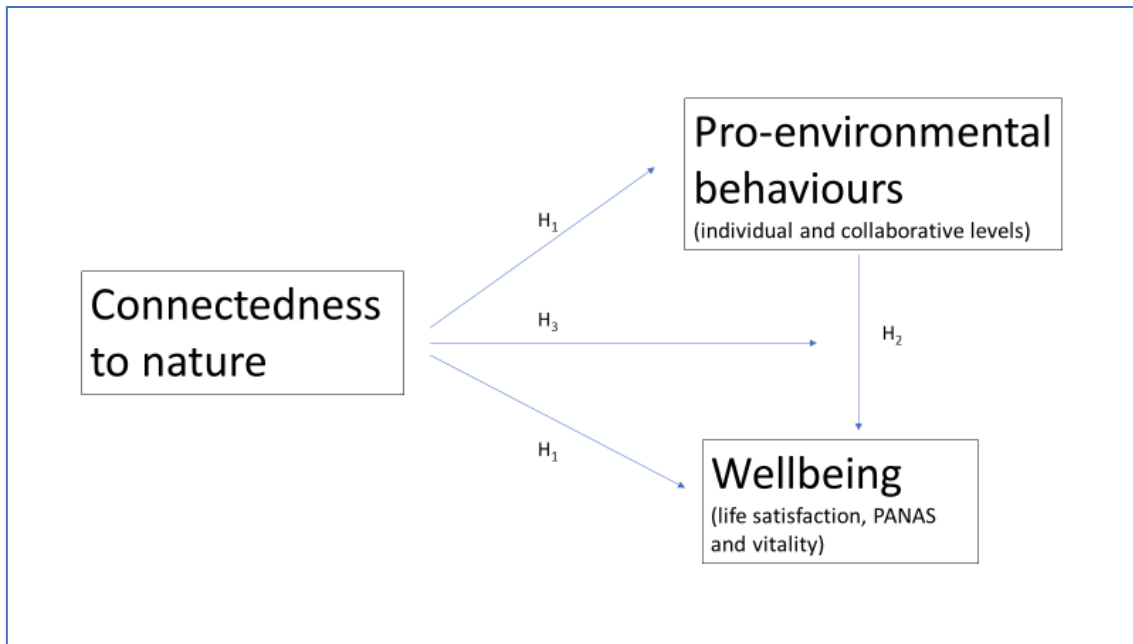 Pro-environmental
behaviours
(individual and collaborative levels)
H₁
Connectedness
to nature
H₃
H₂
H₁
Wellbeing
(life satisfaction, PANAS
and vitality)